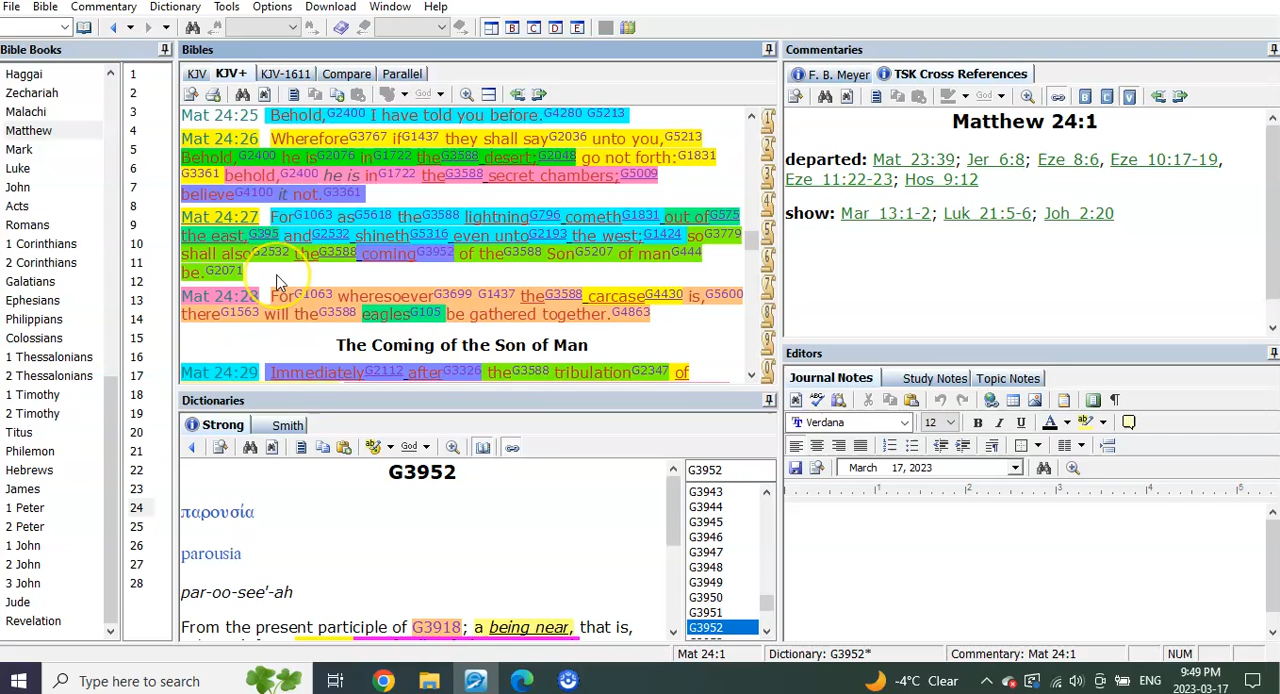 File Bible Commentary Dictionary Tools Options Download Window Help
Bible Books
Haggai
Zechariah
Malachi
Matthew
Mark
Luke
John
Acts
Romans
1 Corinthians
2 Corinthians
Galatians
Ephesians
Philippians
Colossians
1 Thessalonians
2 Thessalonians
1 Timothy
2 Timothy
Titus
Philemon
Hebrews
James
1 Peter
2 Peter
1 John
2 John
3 John
Jude
Revelation
1
2
3
4
5
6
7
8
9
10
11
12
13
14
15
16
17
18
19
20
21
22
23
24
25
26
27
28
Bibles
KJV KJV+ KJV-1611 Compare Parallel
God
B C D E
Mat 24:25 Behold,G2400 I have told you before.G4280 G5213
Mat 24:26 WhereforeG3767 ifG1437 they shall sayG2036 unto you,G5213
Behold,G2400 he isG2076 inG1722 theG3588 desert;G2048 go not forth:G1831
G3361 behold,G2400 he is inG1722 theG3588 secret chambers;G5009
believeG4100 it not.G3361
Mat 24:27 ForG1063 asG5618 theG3588 lightningG796 comethG1831 out ofG575
the east,G395 andG2532 shinethG5316 even untoG2193 the west;G1424 soG3779
shall alsoG2532 theG3588 comingG3952 of theG3588 SonG5207 of manG444
be.G2071
Mat 24:28 ForG1063 wheresoeverG3699 G1437 theG3588 carcaseG4430 is,G5600
thereG1563 will theG3588 eaglesG105 be gathered together.G4863
The Coming of the Son of Man
Mat 24:29 ImmediatelyG2112 afterG3326 theG3588 tribulationG2347 of
Dictionaries
Strong Smith
God
G3952
παρουσία
parousia
par-oo-see'-ah
From the present participle of G3918; a being near, that is,
G3952
G3943
G3944
G3945
G3946
G3947
G3948
G3949
G3950
G3951
G3952
Commentaries
F. B. Meyer TSK Cross References
God
B C V
Matthew 24:1
departed: Mat 23:39; Jer 6:8; Eze 8:6, Eze 10:17-19,
Eze 11:22-23; Hos 9:12
show: Mar 13:1-2; Luk 21:5-6; Joh 2:20
Editors
Journal Notes Study Notes Topic Notes
Verdana 12 B I U A
March 17, 2023
1 2 3 4 5
Mat 24:1 Dictionary: G3952* Commentary: Mat 24:1 NUM
Type here to search
-4°C Clear
9:49 PM
2023-03-17